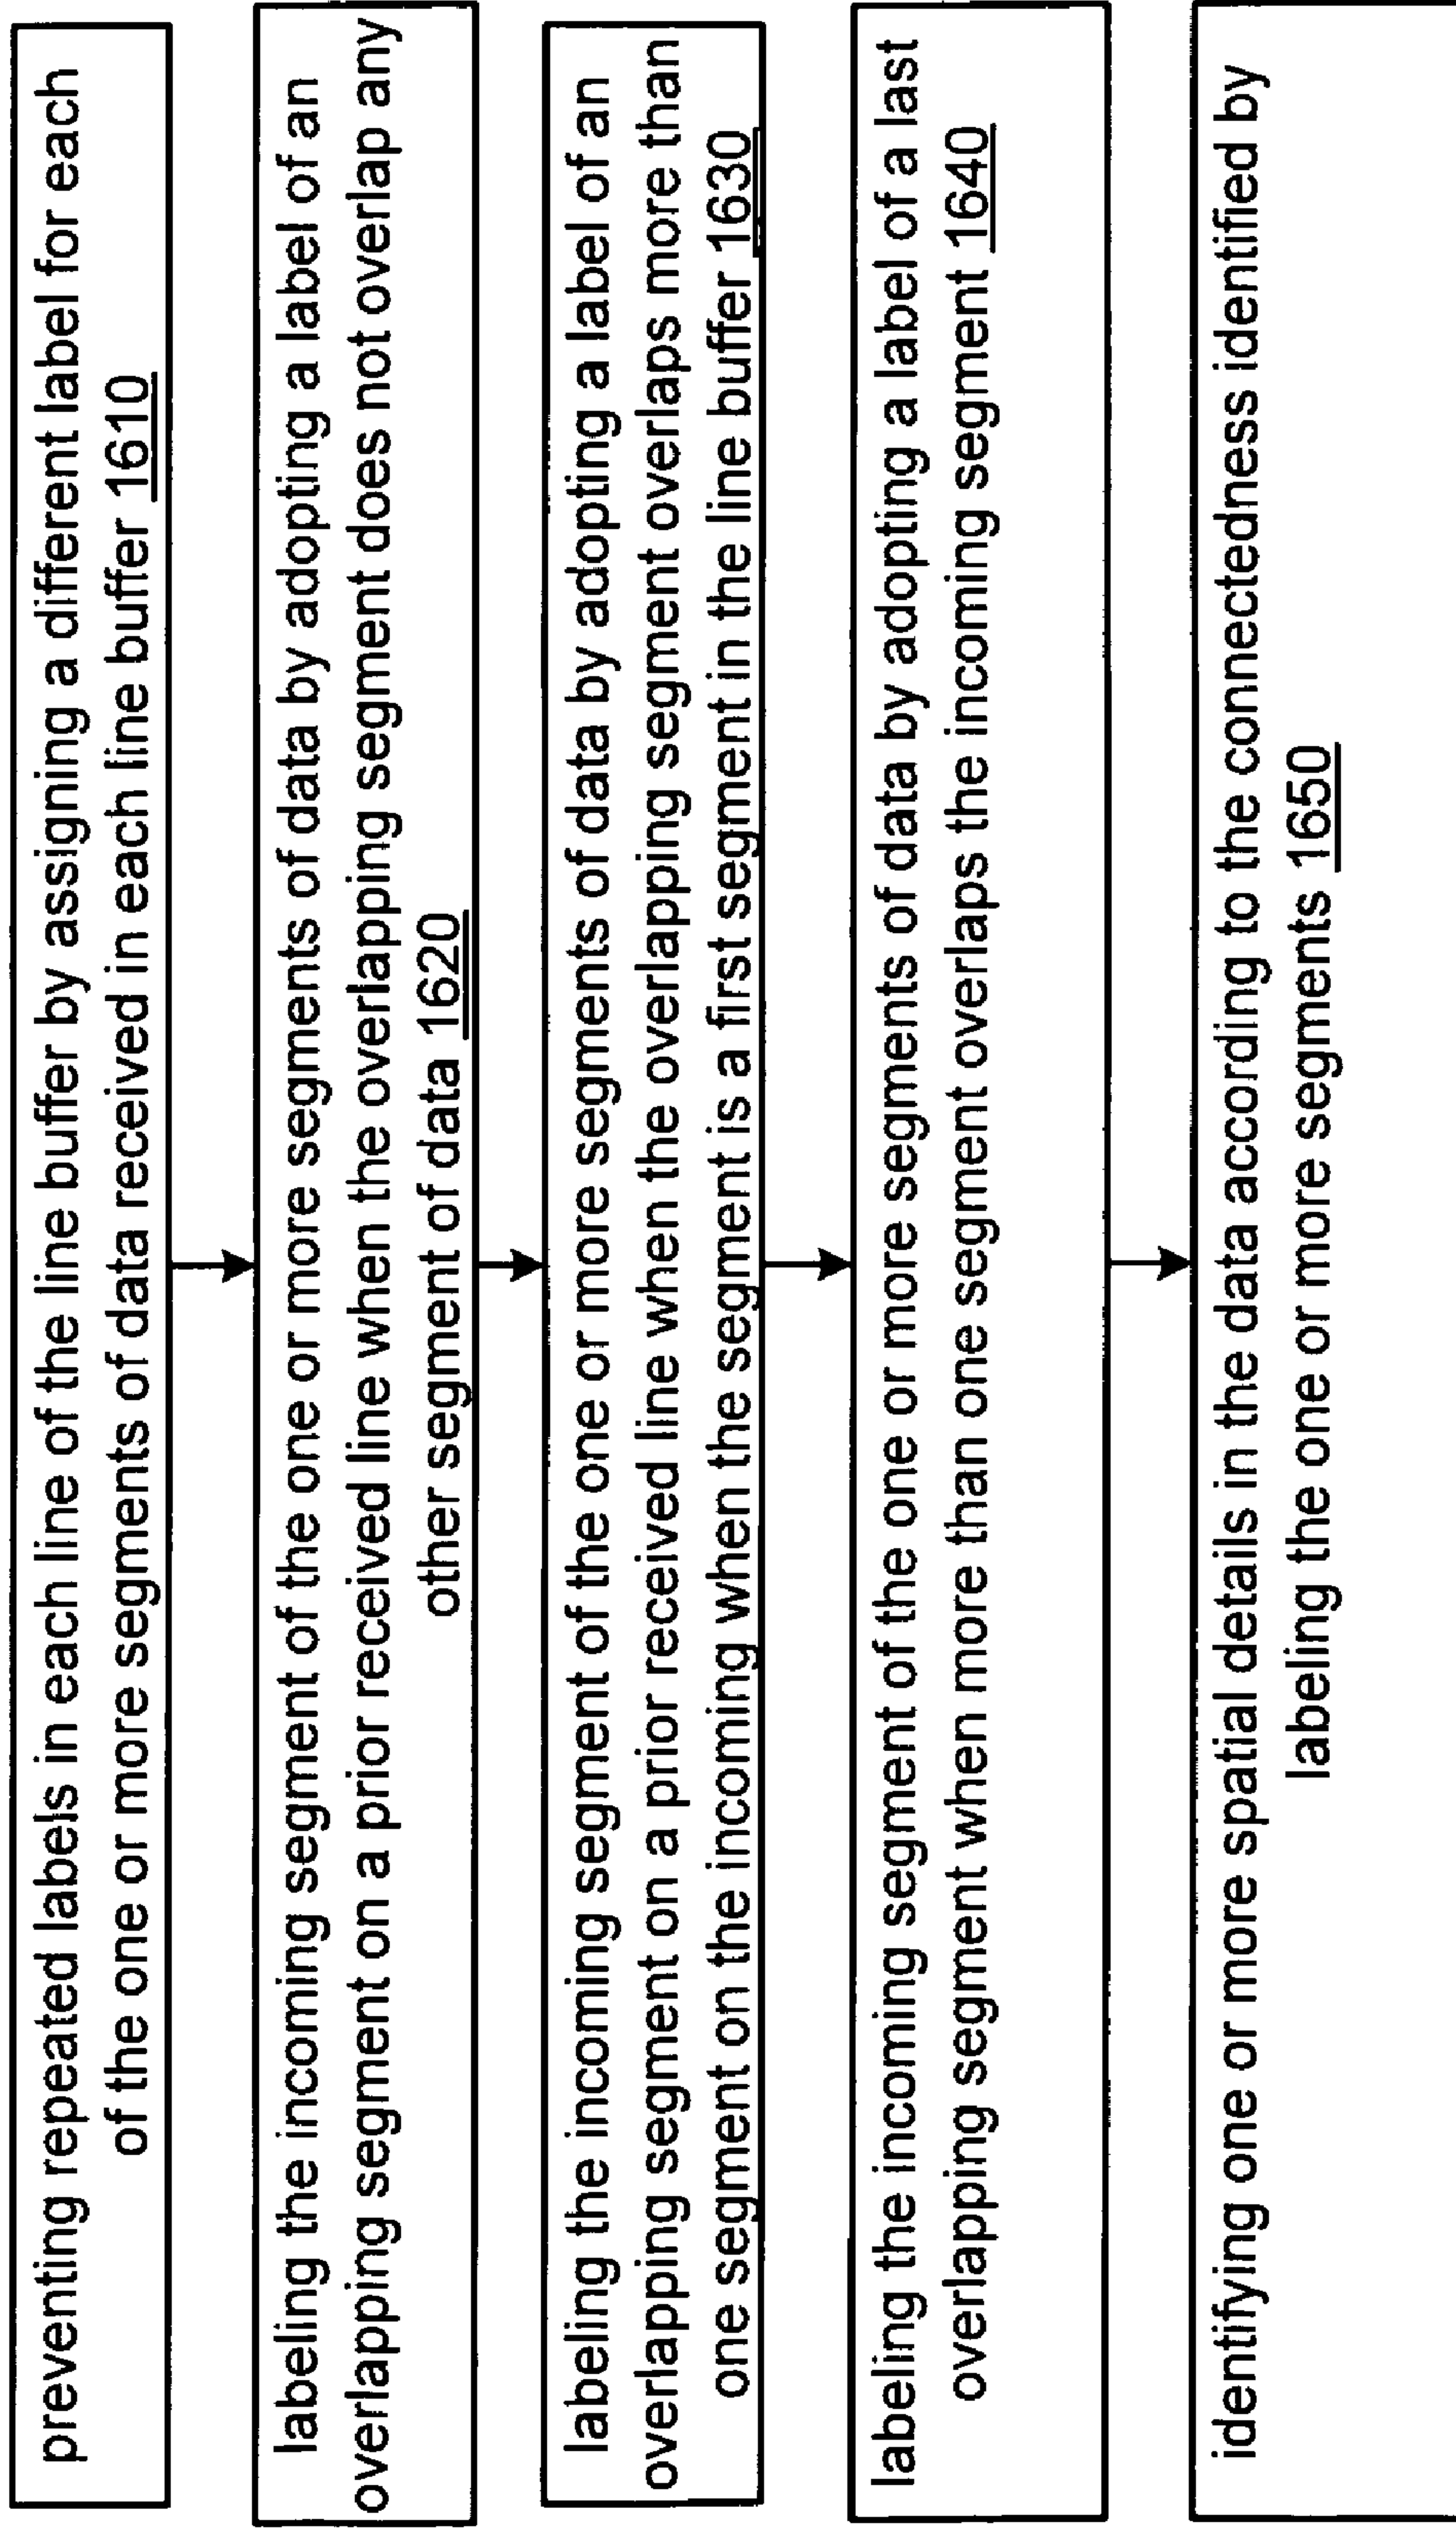 preventing repeated labels in each line of the line buffer by assigning a different label for each
of the one or more segments of data received in each line buffer 1610
labeling the incoming segment of the one or more segments of data by adopting a label of an
overlapping segment on a prior received line when the overlapping segment does not overlap any
other segment of data 1620
labeling the incoming segment of the one or more segments of data by adopting a label of an
overlapping segment on a prior received line when the overlapping segment overlaps more than
one segment on the incoming when the segment is a first segment in the line buffer 1630
labeling the incoming segment of the one or more segments of data by adopting a label of a last
overlapping segment when more than one segment overlaps the incoming segment 1640
identifying one or more spatial details in the data according to the connectedness identified by
labeling the one or more segments 1650